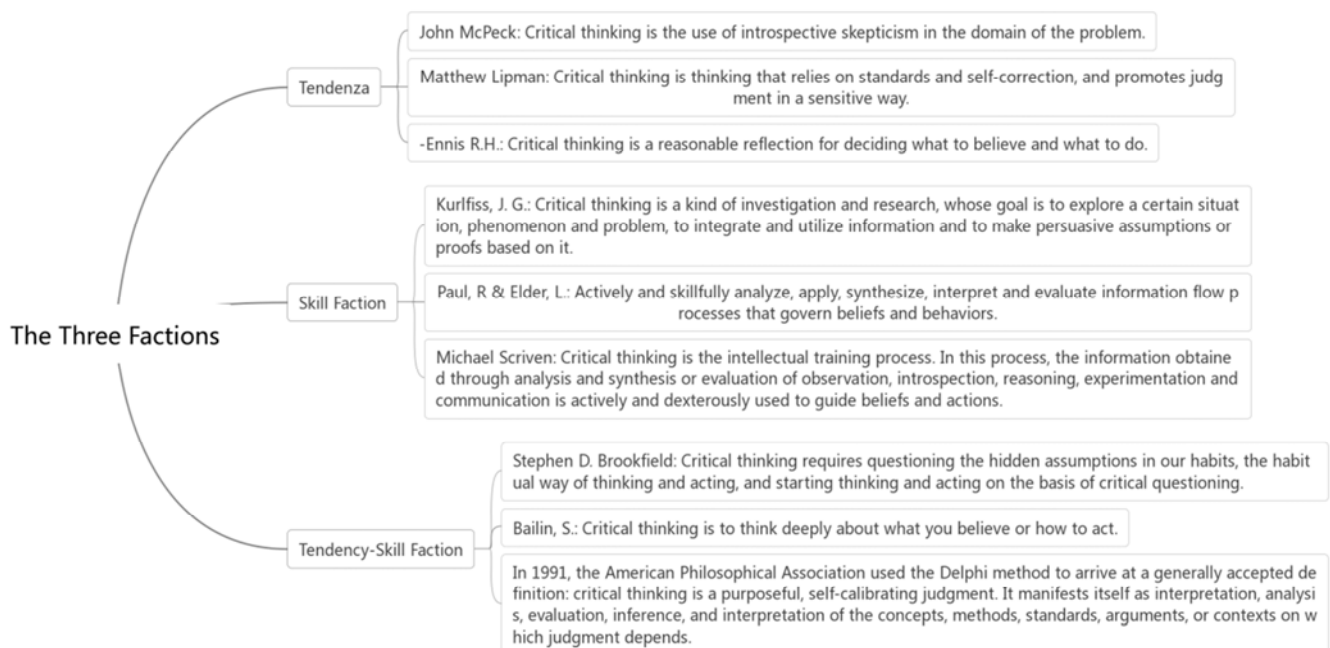 John McPeck: Critical thinking is the use of introspective skepticism in the domain of the problem.
Tendenza
Matthew Lipman: Critical thinking is thinking that relies on standards and self-correction, and promotes judg
ment in a sensitive way.
-Ennis R.H.: Critical thinking is a reasonable reflection for deciding what to believe and what to do.
Kurlfiss, J. G.: Critical thinking is a kind of investigation and research, whose goal is to explore a certain situat
ion, phenomenon and problem, to integrate and utilize information and to make persuasive assumptions or
proofs based on it.
Skill Faction
Paul, R & Elder, L.: Actively and skillfully analyze, apply, synthesize, interpret and evaluate information flow p
rocesses that govern beliefs and behaviors.
The Three Factions
Michael Scriven: Critical thinking is the intellectual training process. In this process, the information obtaine
d through analysis and synthesis or evaluation of observation, introspection, reasoning, experimentation and
communication is actively and dexterously used to guide beliefs and actions.
Stephen D. Brookfield: Critical thinking requires questioning the hidden assumptions in our habits, the habit
ual way of thinking and acting, and starting thinking and acting on the basis of critical questioning.
Bailin, S.: Critical thinking is to think deeply about what you believe or how to act.
Tendency-Skill Faction
In 1991, the American Philosophical Association used the Delphi method to arrive at a generally accepted de
finition: critical thinking is a purposeful, self-calibrating judgment. It manifests itself as interpretation, analysi
s, evaluation, inference, and interpretation of the concepts, methods, standards, arguments, or contexts on w
hich judgment depends.